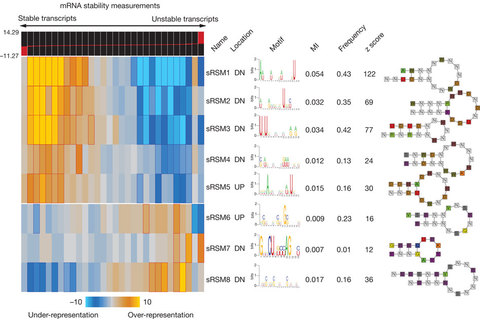 mRNA stability measurements
Stable transcripts Unstable transcripts
14.29
-11.27
Name Location Motif MI Frequency z score
sRSM1 DN 0.054 0.43 122
sRSM2 DN 0.032 0.35 69
sRSM3 DN 0.034 0.42 77
sRSM4 DN 0.012 0.13 24
sRSM5 UP 0.015 0.16 30
sRSM6 UP 0.009 0.23 16
sRSM7 DN 0.007 0.01 12
sRSM8 DN 0.017 0.16 36
−10 10
Under-representation Over-representation